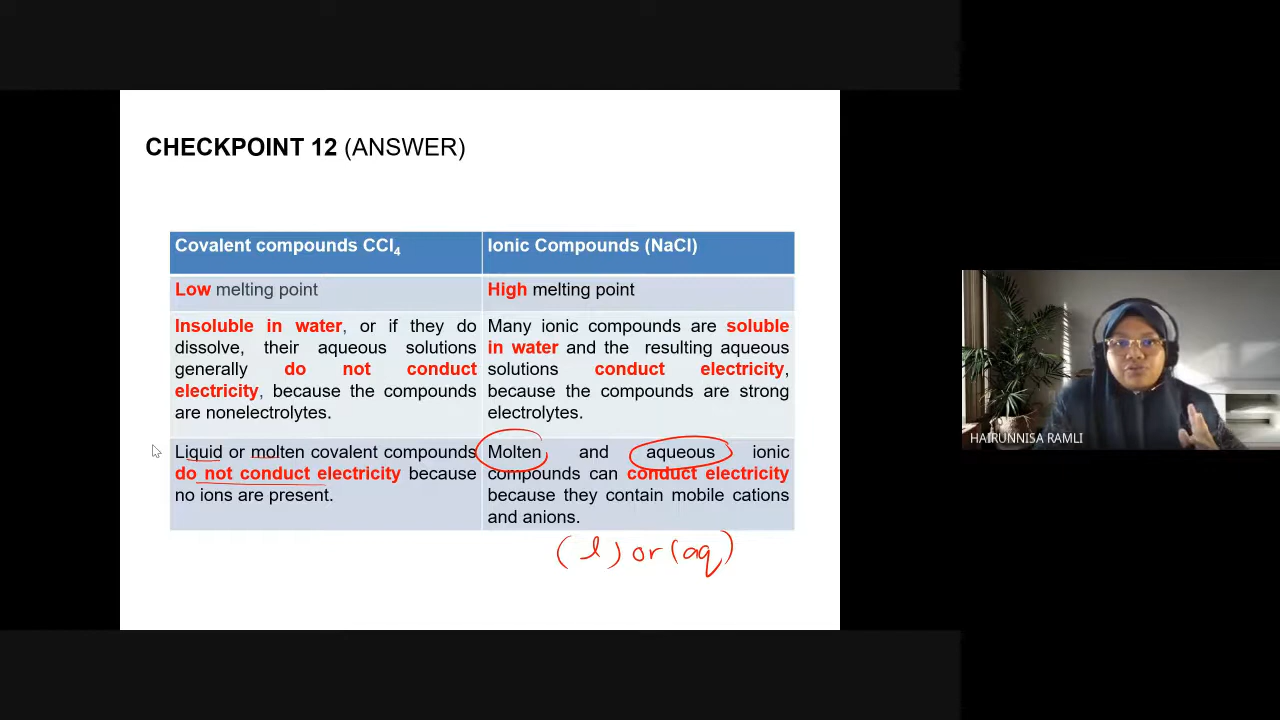 CHECKPOINT 12 (ANSWER)
Covalent compounds CCl₄
Ionic Compounds (NaCl)
Low melting point
High melting point
Insoluble in water, or if they do
dissolve, their aqueous solutions
generally do not conduct
electricity, because the compounds
are nonelectrolytes.
Many ionic compounds are soluble
in water and the resulting aqueous
solutions conduct electricity,
because the compounds are strong
electrolytes.
Liquid or molten covalent compounds
do not conduct electricity because
no ions are present.
Molten and aqueous ionic
compounds can conduct electricity
because they contain mobile cations
and anions.
(l) or (aq)
HAIRUNNISA RAMLI